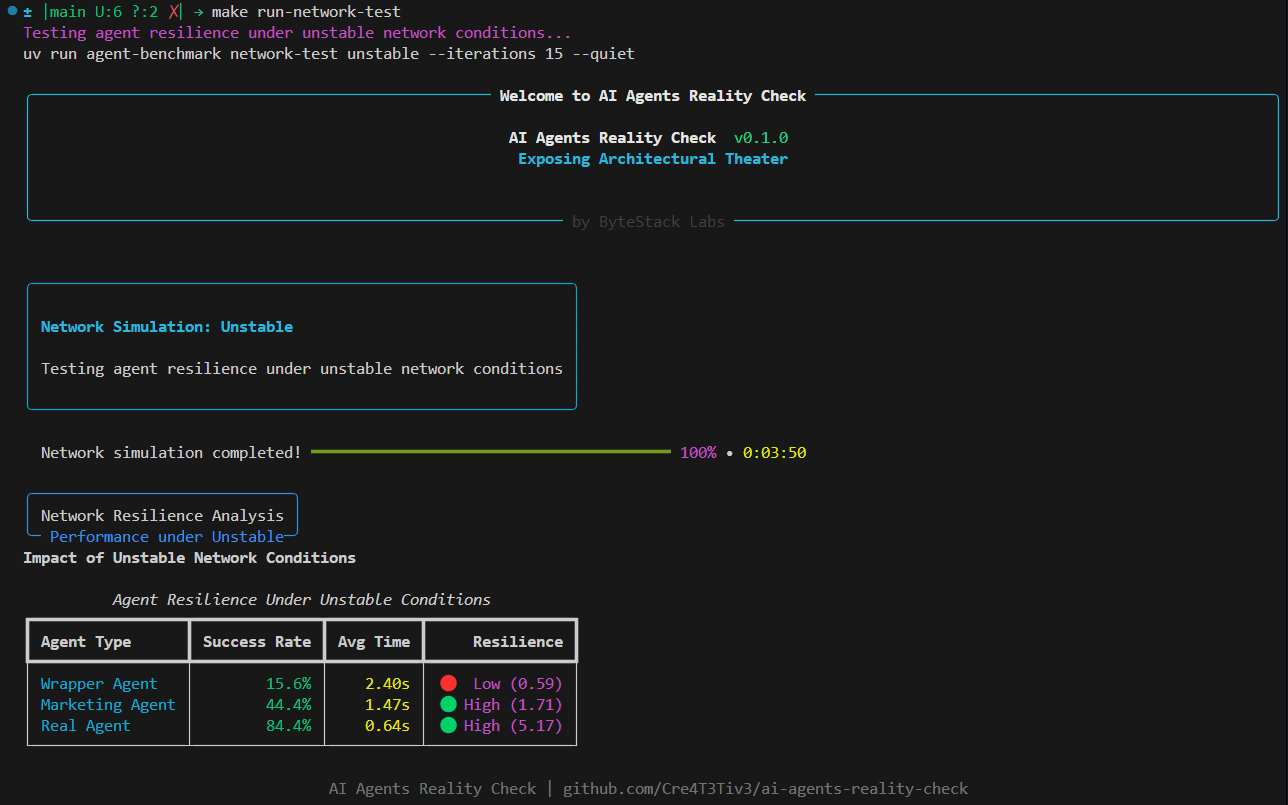 ± |main U:6 ?:2 ✗| → make run-network-test
Testing agent resilience under unstable network conditions...
uv run agent-benchmark network-test unstable --iterations 15 --quiet
Welcome to AI Agents Reality Check
AI Agents Reality Check v0.1.0
Exposing Architectural Theater
by ByteStack Labs
Network Simulation: Unstable
Testing agent resilience under unstable network conditions
Network simulation completed! 100% • 0:03:50
Network Resilience Analysis
Performance under Unstable
Impact of Unstable Network Conditions
Agent Resilience Under Unstable Conditions
Agent Type Success Rate Avg Time Resilience
Wrapper Agent 15.6% 2.40s Low (0.59)
Marketing Agent 44.4% 1.47s High (1.71)
Real Agent 84.4% 0.64s High (5.17)
AI Agents Reality Check | github.com/Cre4T3Tiv3/ai-agents-reality-check